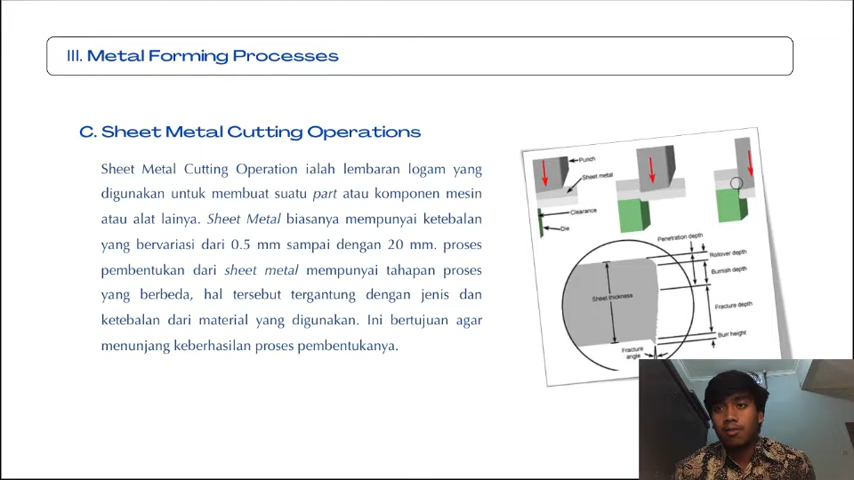 III. Metal Forming Processes
C. Sheet Metal Cutting Operations
Sheet Metal Cutting Operation ialah lembaran logam yang
digunakan untuk membuat suatu part atau komponen mesin
atau alat lainya. Sheet Metal biasanya mempunyai ketebalan
yang bervariasi dari 0.5 mm sampai dengan 20 mm. proses
pembentukan dari sheet metal mempunyai tahapan proses
yang berbeda, hal tersebut tergantung dengan jenis dan
ketebalan dari material yang digunakan. Ini bertujuan agar
menunjang keberhasilan proses pembentukanya.
Punch
Sheet metal
Clearance
Die
Penetration depth
Rollover depth
Burnish depth
Sheet thickness
Fracture depth
Burr height
Fracture
angle